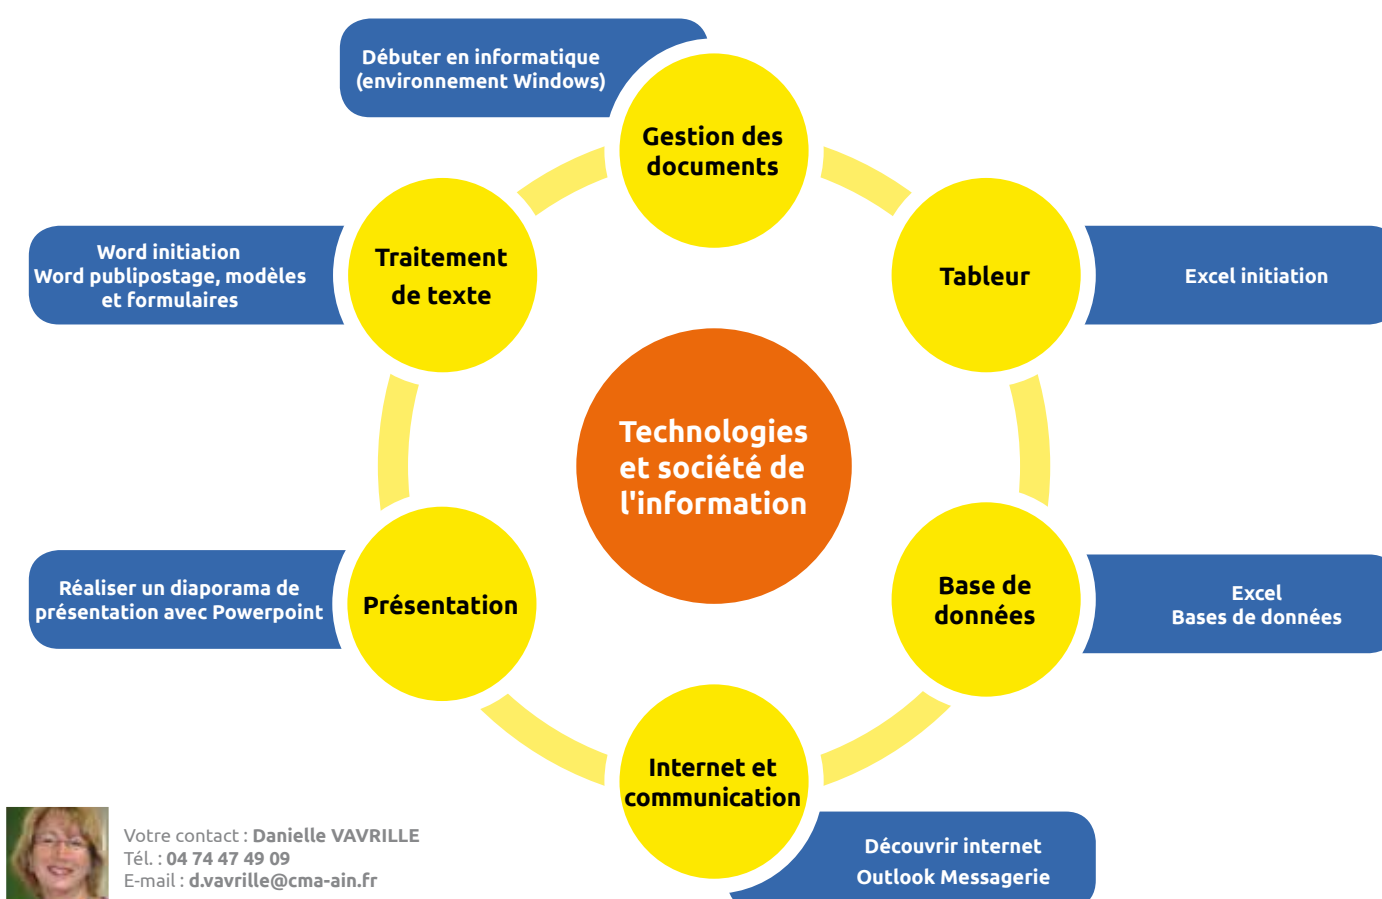 Débuter en informatique
(environnement Windows)
Gestion des
documents
Word initiation
Word publipostage, modèles
et formulaires
Traitement
de texte
Tableur
Excel initiation
Technologies
et société de
l'information
Réaliser un diaporama de
présentation avec Powerpoint
Présentation
Base de
données
Excel
Bases de données
Internet et
communication
Découvrir internet
Outlook Messagerie
Votre contact : Danielle VAVRILLE
Tél. : 04 74 47 49 09
E-mail : d.vavrille@cma-ain.fr